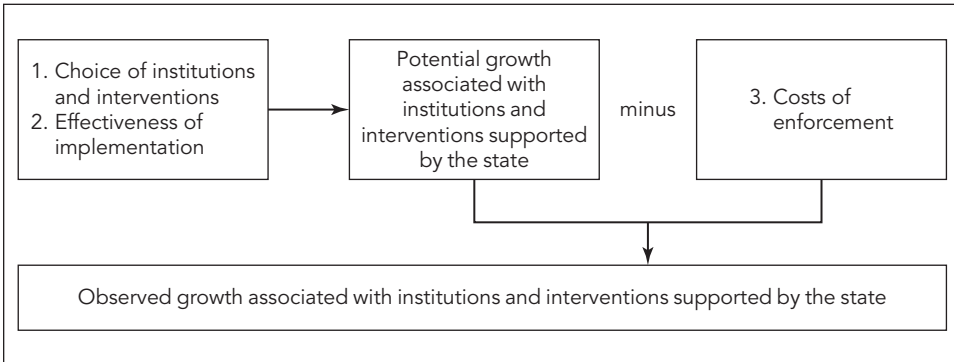 1. Choice of institutions
and interventions
2. Effectiveness of
implementation
Potential growth
associated with
institutions and
interventions supported
by the state
minus
3. Costs of
enforcement
Observed growth associated with institutions and interventions supported by the state